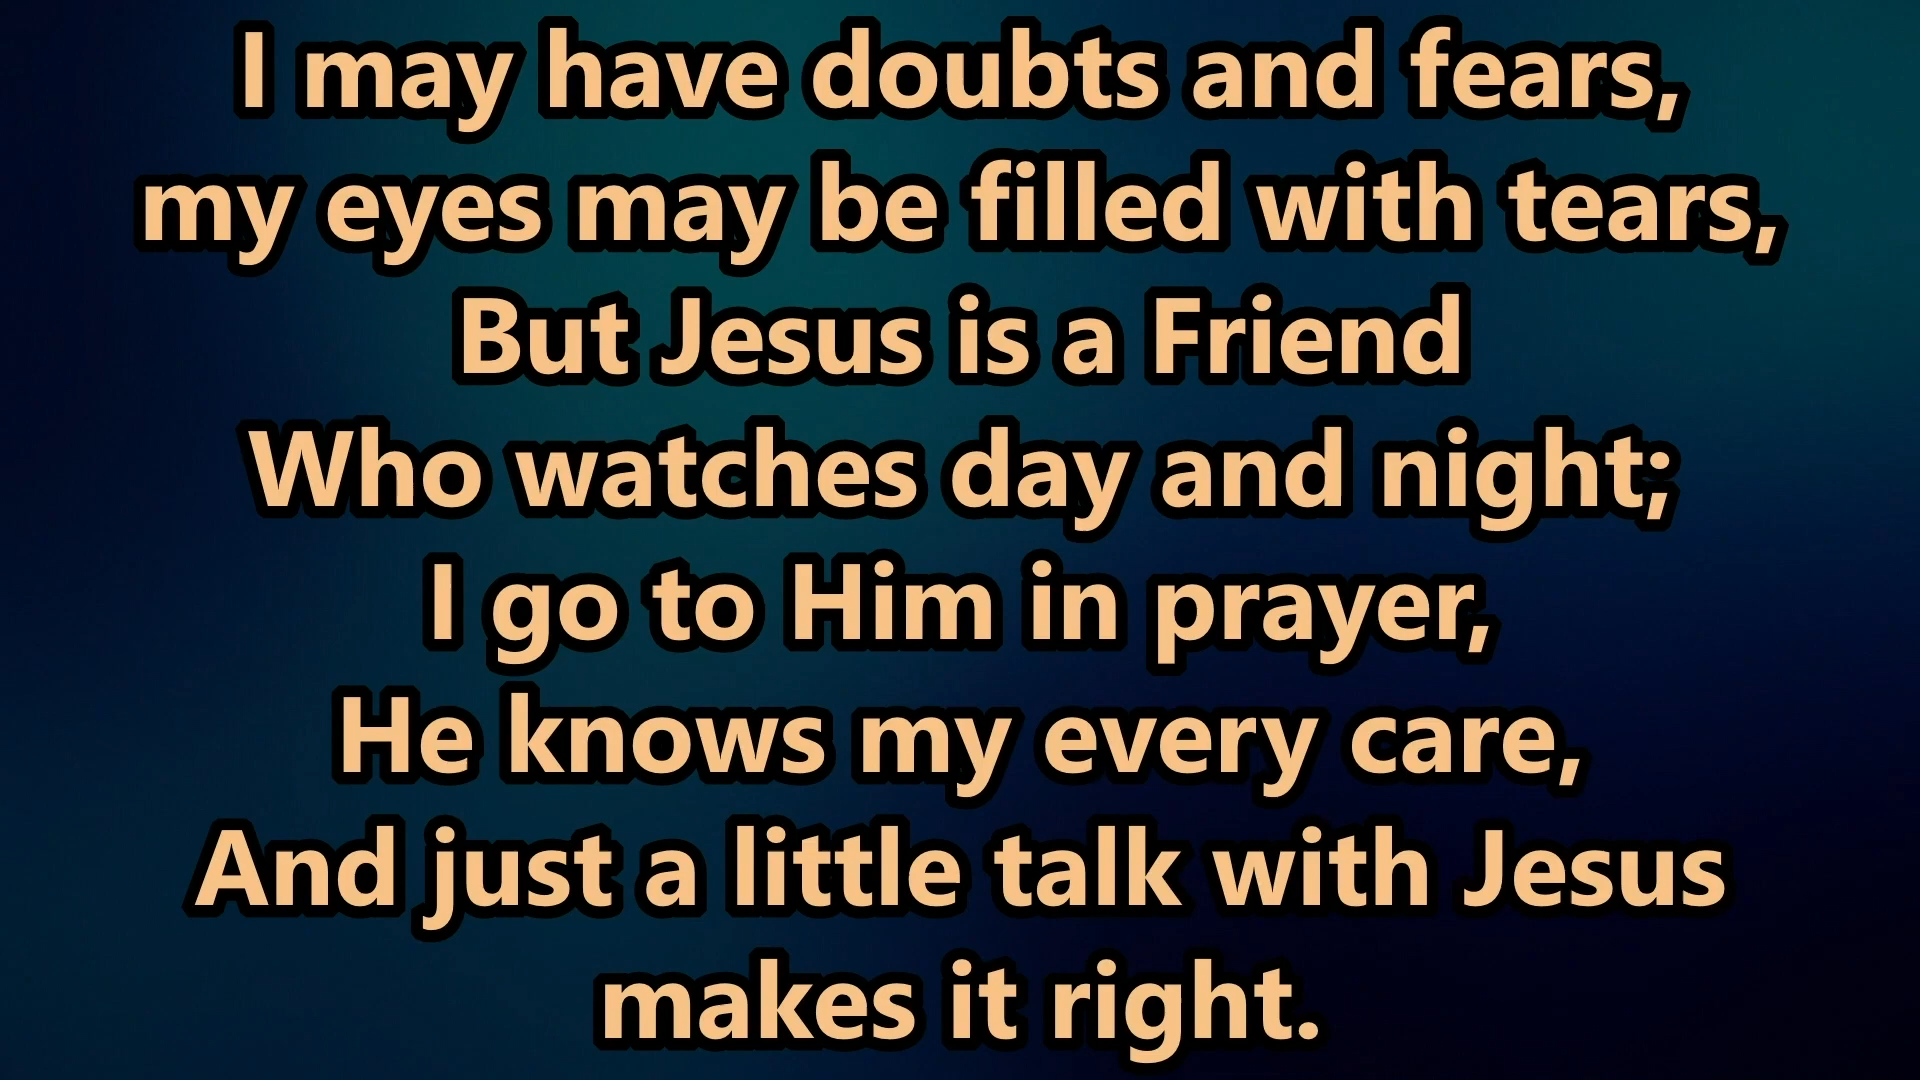 I may have doubts and fears,
my eyes may be filled with tears,
But Jesus is a Friend
Who watches day and night;
I go to Him in prayer,
He knows my every care,
And just a little talk with Jesus
makes it right.